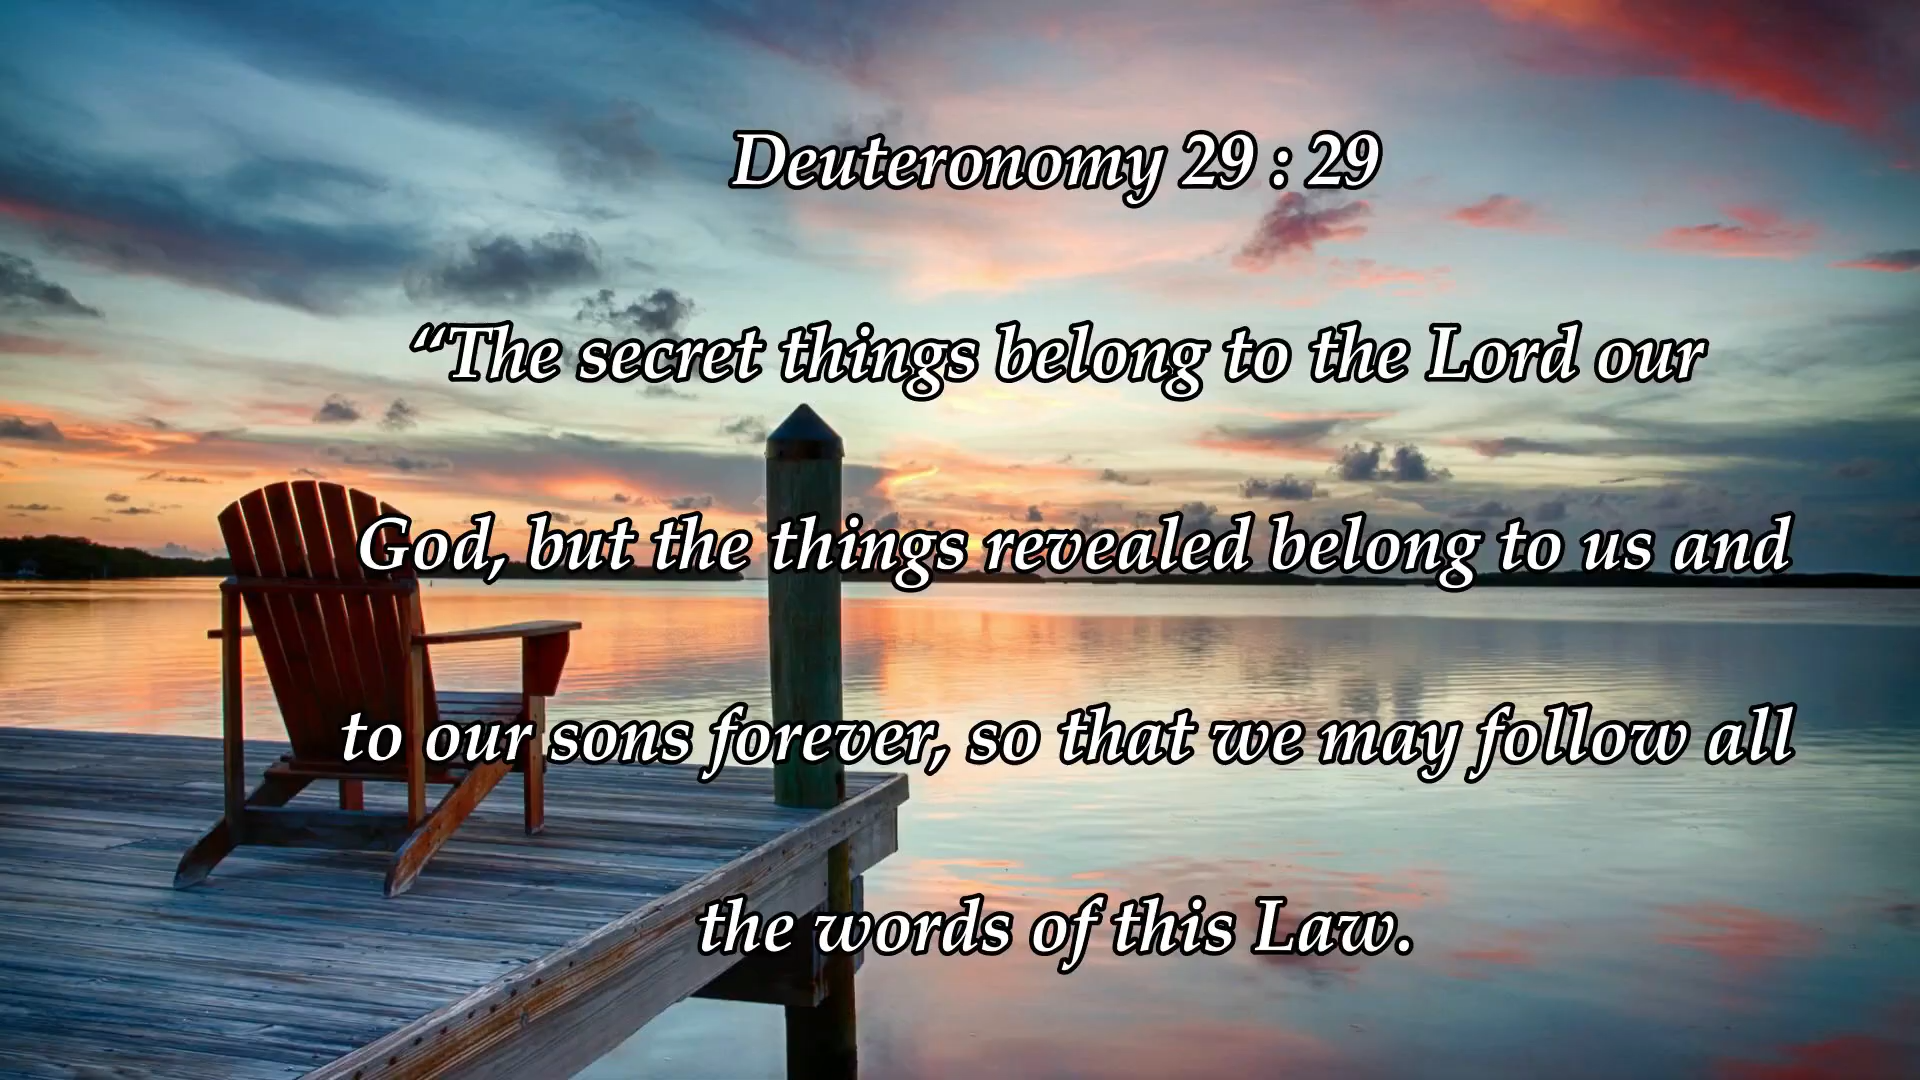 Deuteronomy 29 : 29
“The secret things belong to the Lord our
God, but the things revealed belong to us and
to our sons forever, so that we may follow all
the words of this Law.